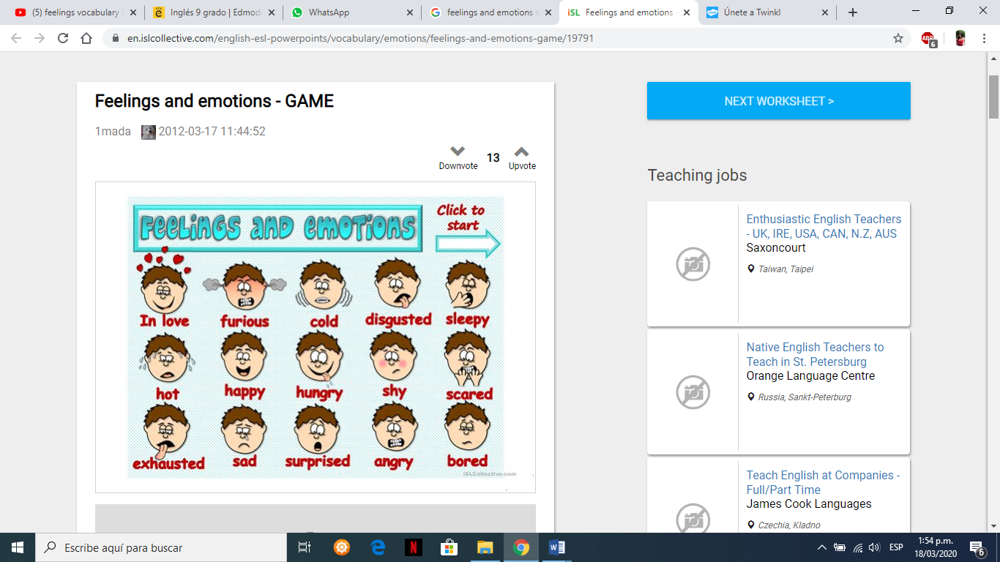 (5) feelings vocabulary
Inglés 9 grado | Edmod
WhatsApp
feelings and emotions v
iSL Feelings and emotions
Únete a Twinkl
en.islcollective.com/english-esl-powerpoints/vocabulary/emotions/feelings-and-emotions-game/19791
ABP
6
Feelings and emotions - GAME
1mada 2012-03-17 11:44:52
13
Downvote Upvote
Feelings and emotions
Click to
start
In love furious cold disgusted sleepy
hot happy hungry shy scared
exhausted sad surprised angry bored
iSLCollective.com
NEXT WORKSHEET >
Teaching jobs
Enthusiastic English Teachers
- UK, IRE, USA, CAN, N.Z, AUS
Saxoncourt
Taiwan, Taipei
Native English Teachers to
Teach in St. Petersburg
Orange Language Centre
Russia, Sankt-Peterburg
Teach English at Companies -
Full/Part Time
James Cook Languages
Czechia, Kladno
Escribe aquí para buscar
ESP
1:54 p.m.
18/03/2020
6